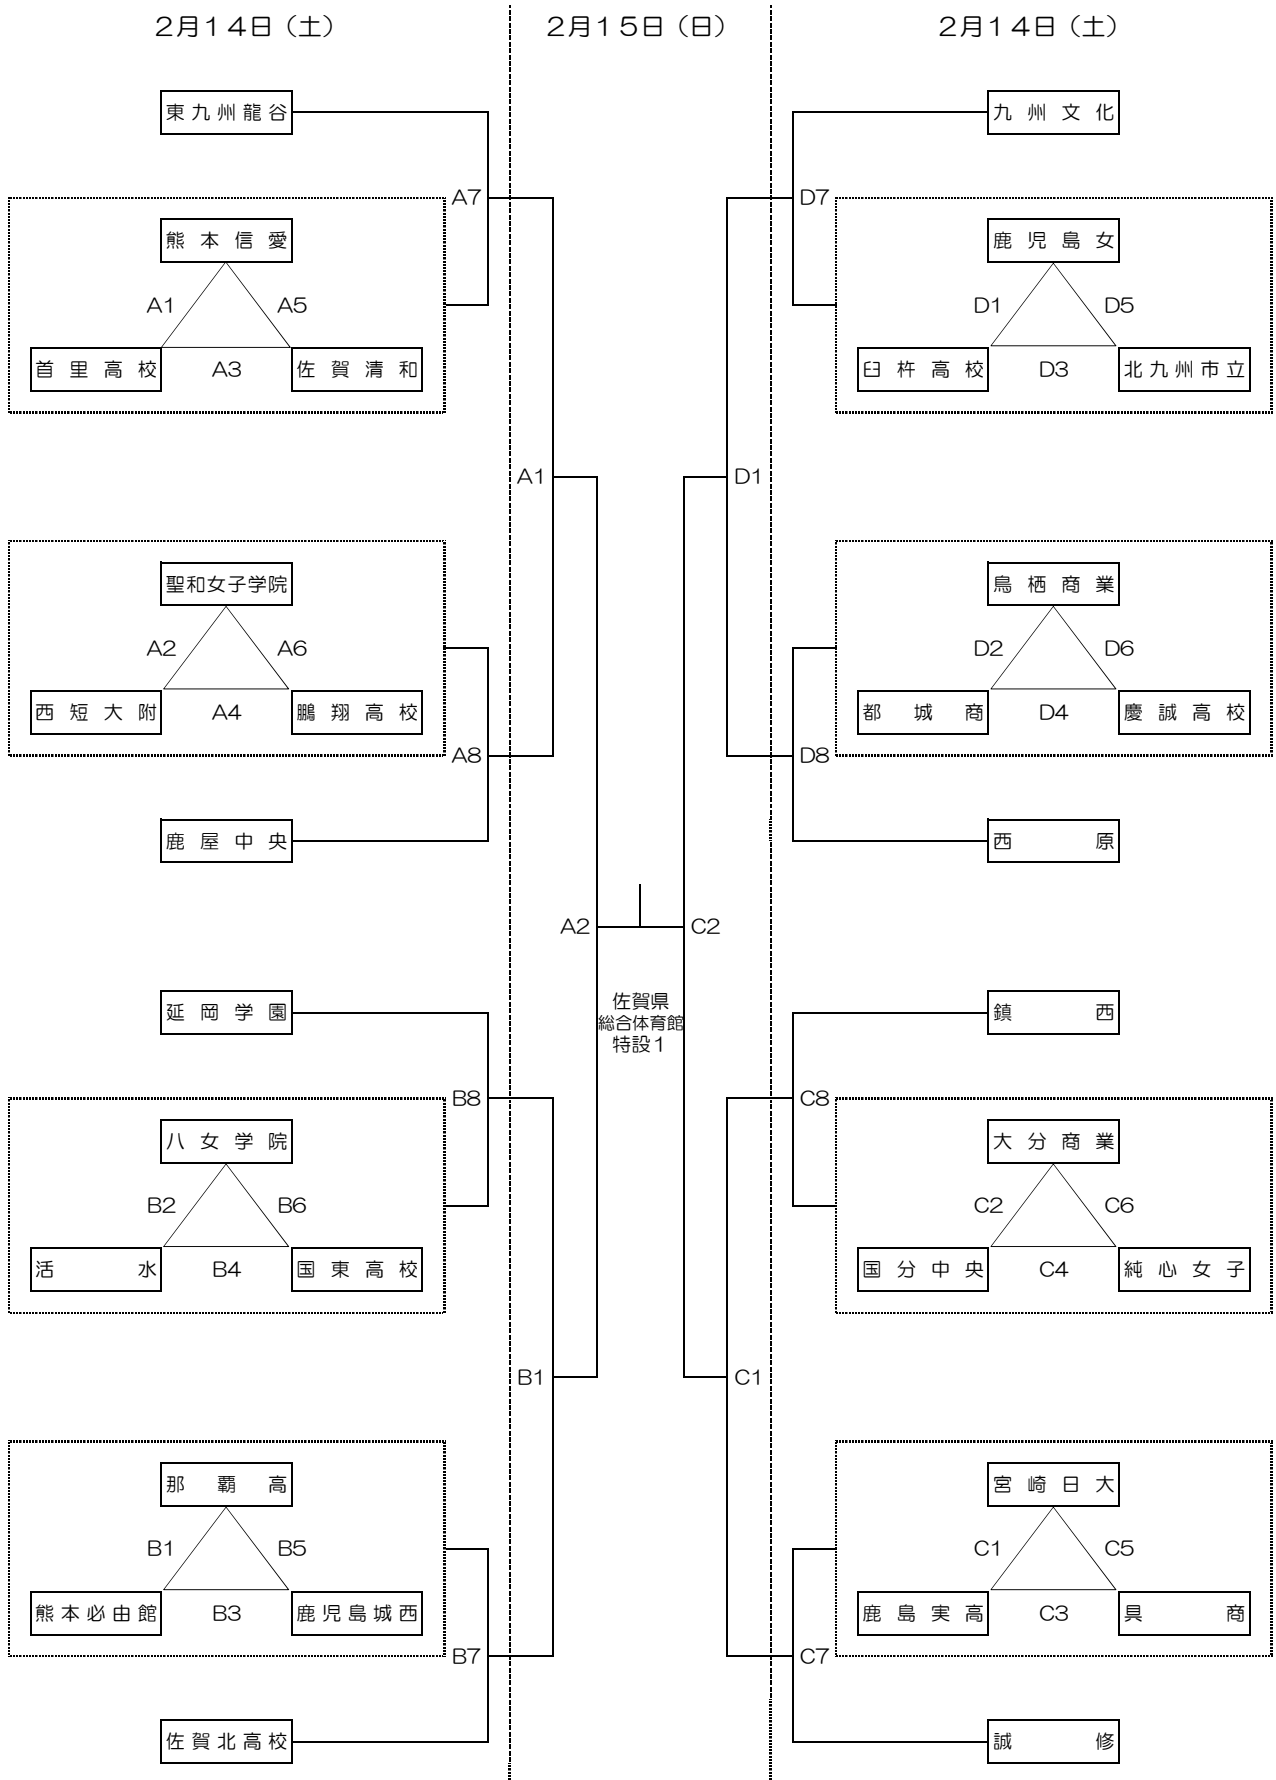 2月14日（土）
2月15日（日）
2月14日（土）
東九州龍谷
A7
熊本信愛
A1
A5
首里高校
A3
佐賀清和
A1
聖和女子学院
A2
A6
西短大附
A4
鵬翔高校
A8
鹿屋中央
九州文化
D7
鹿児島女
D1
D5
臼杵高校
D3
北九州市立
D1
鳥栖商業
D2
D6
都城商
D4
慶誠高校
D8
西原
A2
C2
佐賀県
総合体育館
特設1
延岡学園
B8
八女学院
B2
B6
活水
B4
国東高校
B1
那覇高
B1
B5
熊本必由館
B3
鹿児島城西
B7
佐賀北高校
鎮西
C8
大分商業
C2
C6
国分中央
C4
純心女子
C1
宮崎日大
C1
C5
鹿島実高
C3
具商
C7
誠修